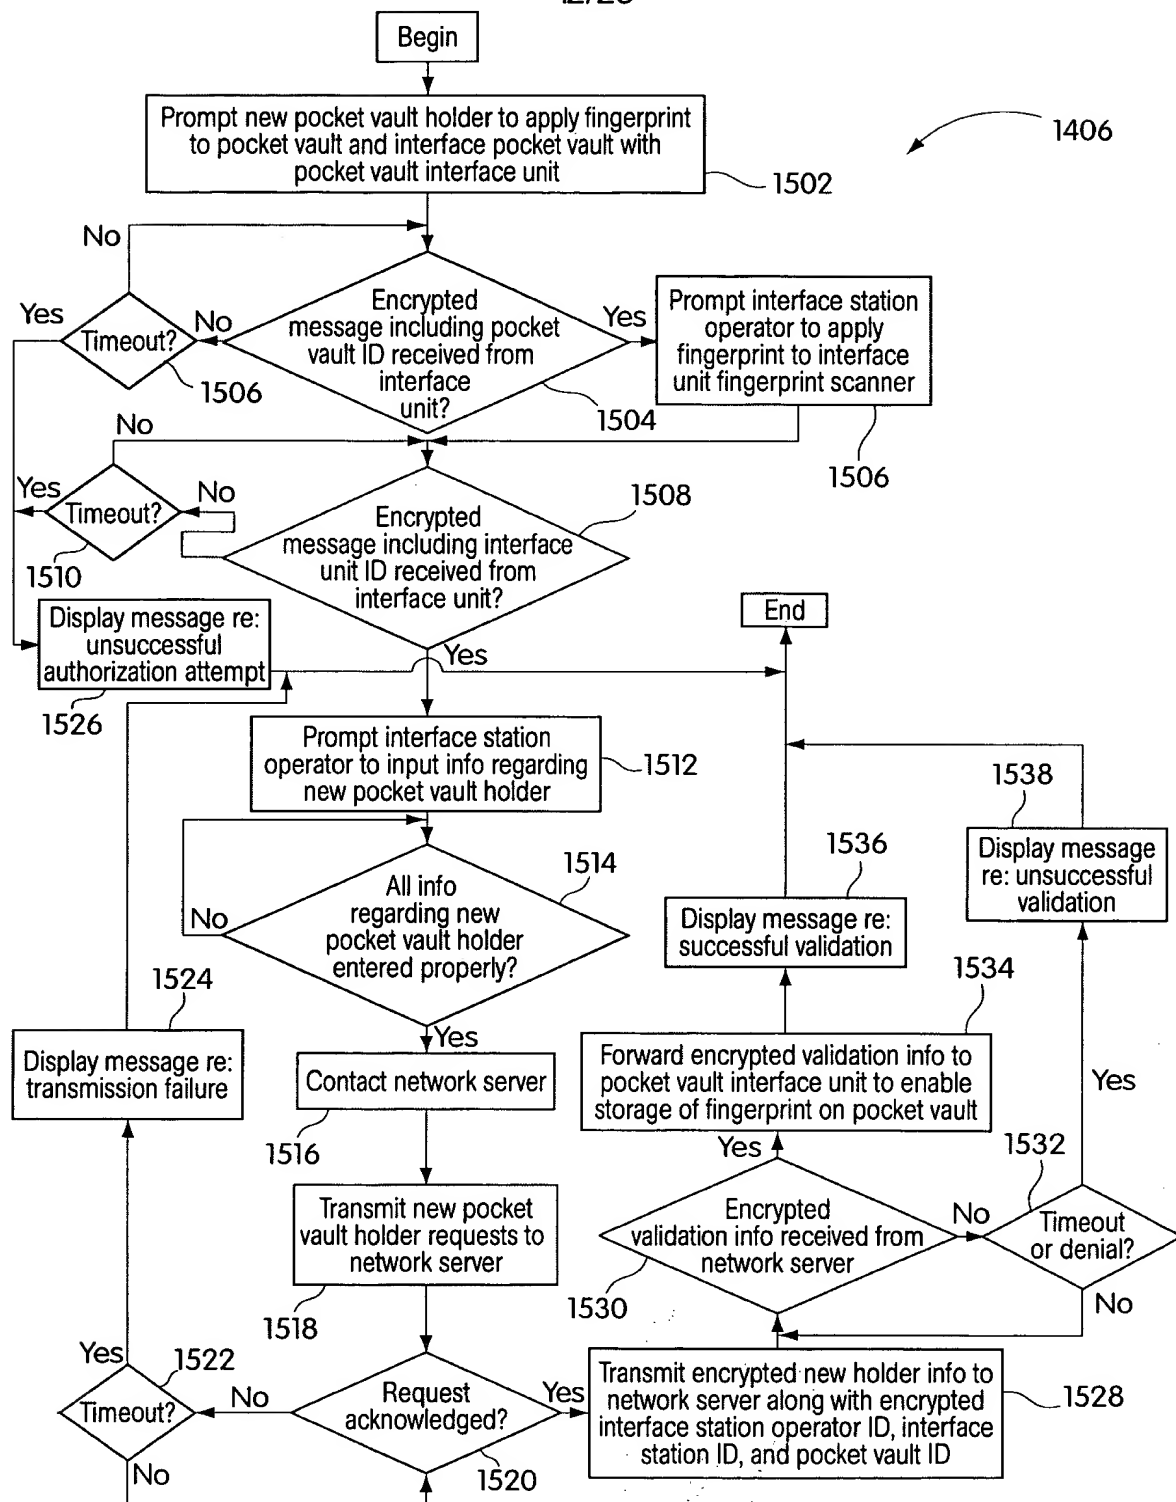 12/26
Begin
Prompt new pocket vault holder to apply fingerprint
to pocket vault and interface pocket vault with
pocket vault interface unit
1406
1502
No
Yes
Timeout?
No
1506
Encrypted
message including pocket
vault ID received from
interface
unit?
1504
Yes
Prompt interface station
operator to apply
fingerprint to interface
unit fingerprint scanner
1506
No
Yes
Timeout?
No
1510
Encrypted
message including interface
unit ID received from
interface unit?
1508
Display message re:
unsuccessful
authorization attempt
1526
Yes
End
Prompt interface station
operator to input info regarding
new pocket vault holder
1512
All info
regarding new
pocket vault holder
entered properly?
1514
No
Yes
1538
Display message
re: unsuccessful
validation
1536
Display message re:
successful validation
1534
1524
Display message re:
transmission failure
Contact network server
1516
Forward encrypted validation info to
pocket vault interface unit to enable
storage of fingerprint on pocket vault
Yes
Yes
1532
Transmit new pocket
vault holder requests to
network server
1518
Encrypted
validation info received from
network server
1530
No
Timeout
or denial?
No
Yes
1522
Timeout?
No
No
Request
acknowledged?
1520
Yes
Transmit encrypted new holder info to
network server along with encrypted
interface station operator ID, interface
station ID, and pocket vault ID
1528